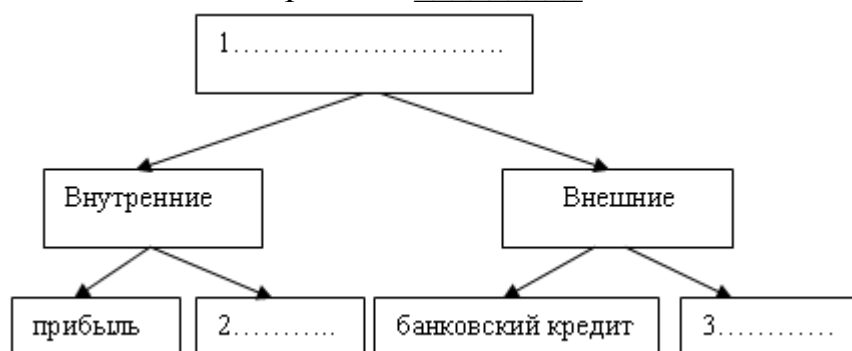 1……………………….
Внутренние
Внешние
прибыль
2………..
банковский кредит
3…………